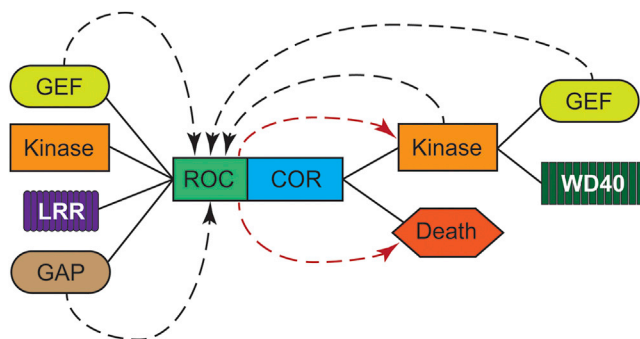 GEF
Kinase
LRR
GAP
ROC
COR
Kinase
Death
GEF
WD40